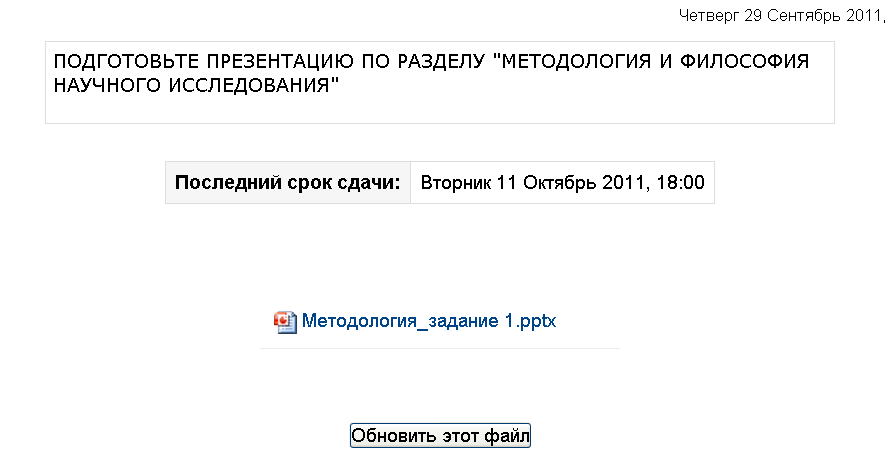 Четверг 29 Сентябрь 2011,
ПОДГОТОВЬТЕ ПРЕЗЕНТАЦИЮ ПО РАЗДЕЛУ "МЕТОДОЛОГИЯ И ФИЛОСОФИЯ
НАУЧНОГО ИССЛЕДОВАНИЯ"
Последний срок сдачи: Вторник 11 Октябрь 2011, 18:00
Методология_задание 1.pptx
Обновить этот файл